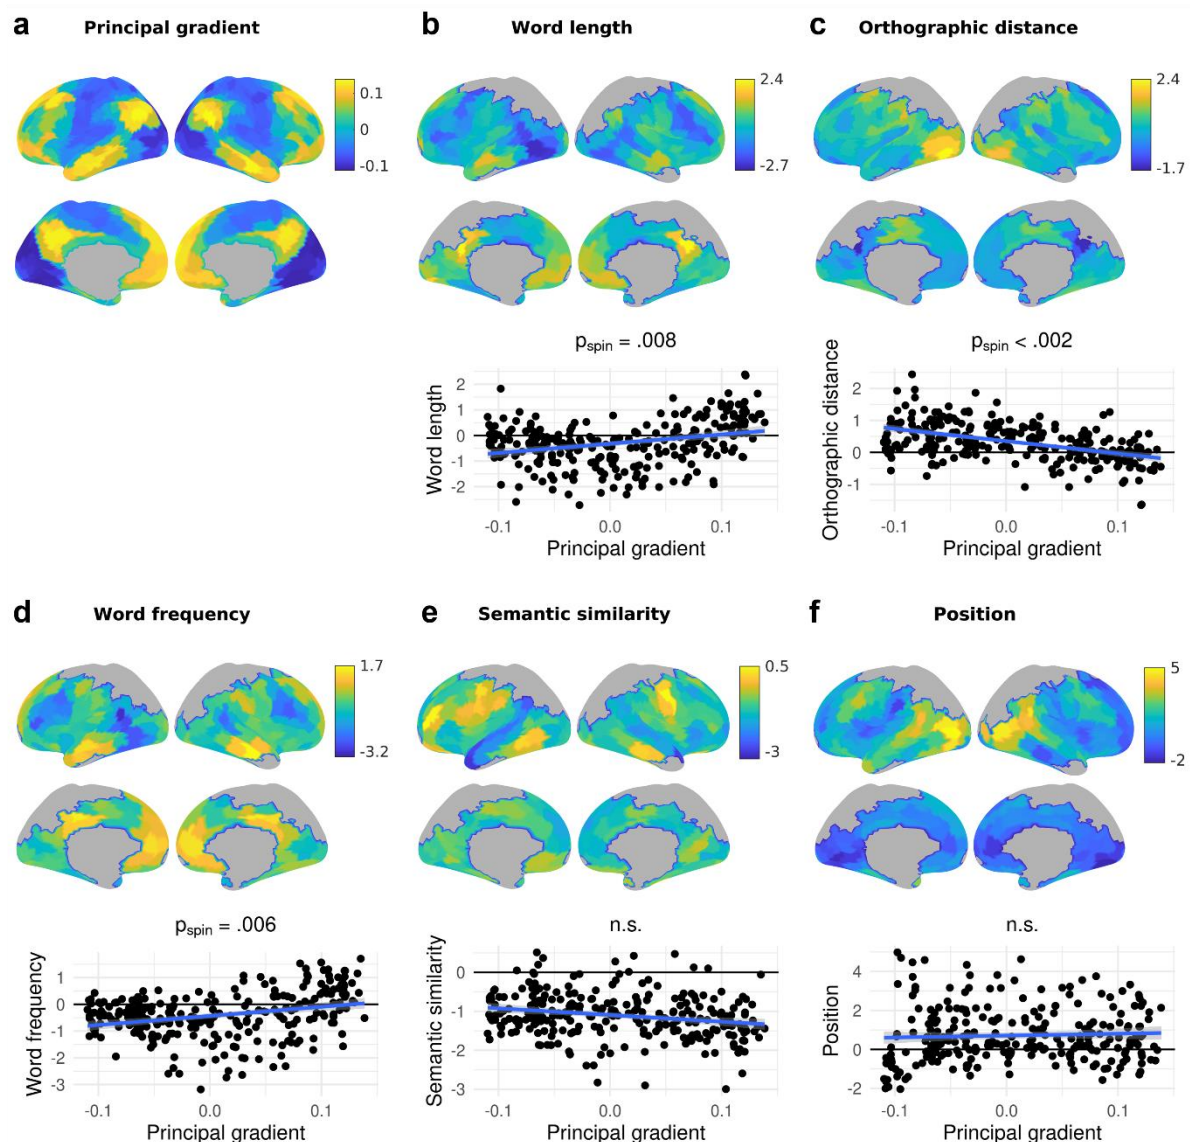 a Principal gradient
0.1
0
-0.1
b Word length
2.4
-2.7
c Orthographic distance
2.4
-1.7
pspin = .008
Word length
2
1
0
-1
-2
-0.1 0.0 0.1
Principal gradient
pspin < .002
Orthographic distance
2
1
0
-1
-0.1 0.0 0.1
Principal gradient
d Word frequency
1.7
-3.2
e Semantic similarity
0.5
-3
f Position
5
-2
pspin = .006
Word frequency
1
0
-1
-2
-3
-0.1 0.0 0.1
Principal gradient
n.s.
Semantic similarity
0
-1
-2
-3
-0.1 0.0 0.1
Principal gradient
n.s.
Position
4
2
0
-2
-0.1 0.0 0.1
Principal gradient